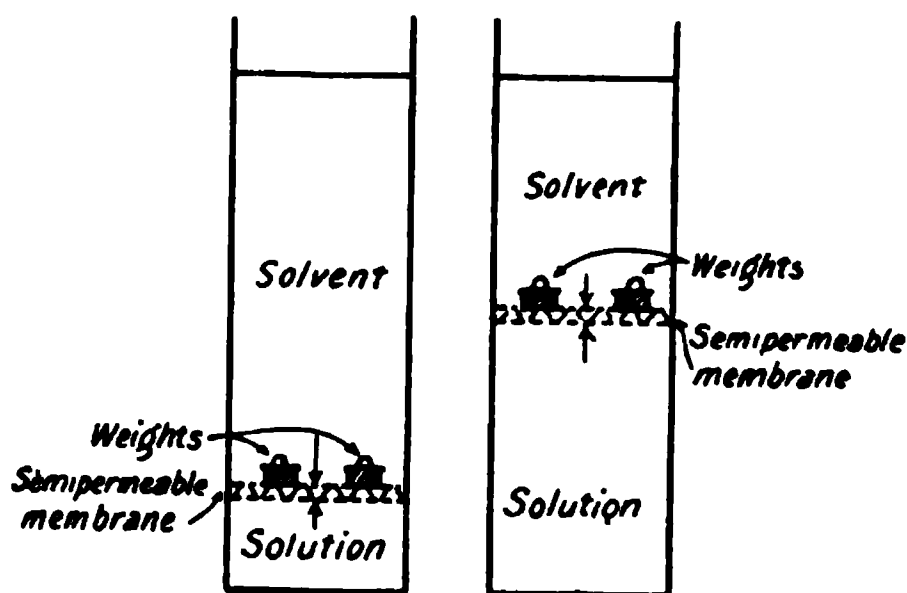 Solvent
Weights
Semipermeable
membrane
Solution
Solvent
Weights
Semipermeable
membrane
Solution